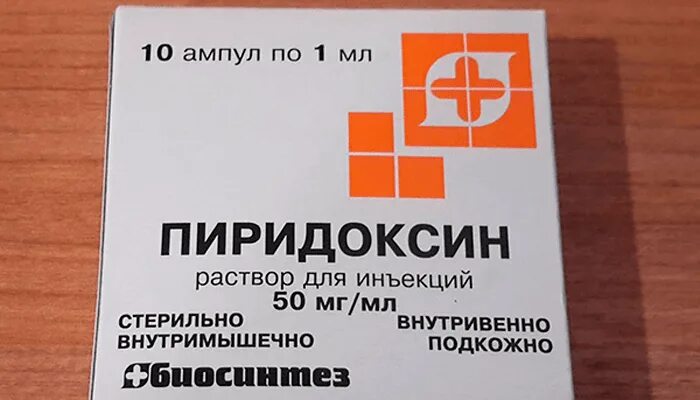 10 ампул по 1 мл
ПИРИДОКСИН
раствор для инъекций
50 мг/мл
СТЕРИЛЬНО
ВНУТРИМЫШЕЧНО
ВНУТРИВЕННО
ПОДКОЖНО
биосинтез